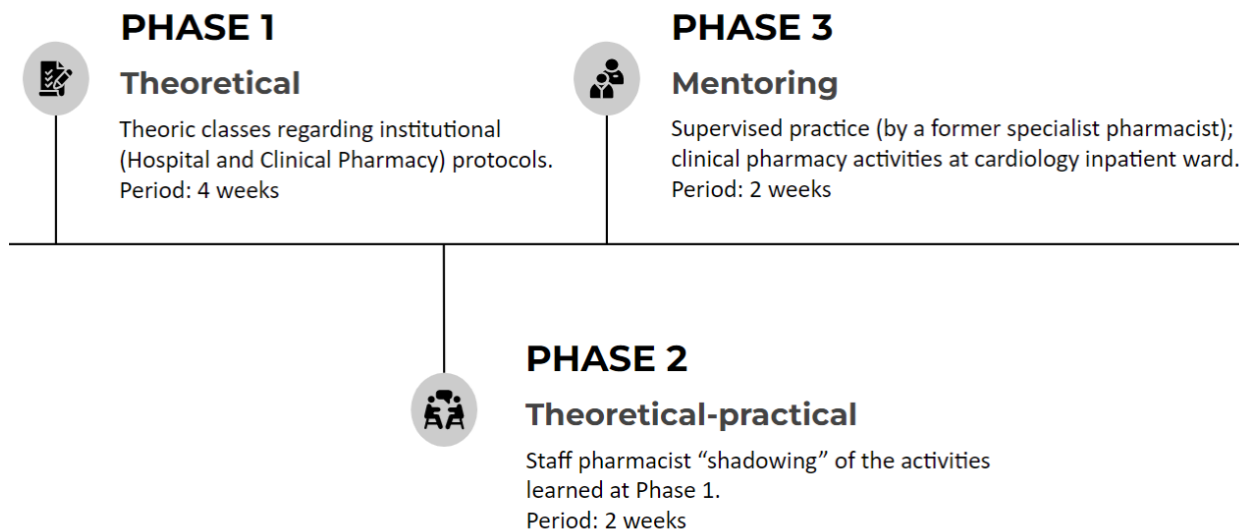 PHASE 1
Theoretical
Theoric classes regarding institutional
(Hospital and Clinical Pharmacy) protocols.
Period: 4 weeks
PHASE 2
Theoretical-practical
Staff pharmacist “shadowing” of the activities
learned at Phase 1.
Period: 2 weeks
PHASE 3
Mentoring
Supervised practice (by a former specialist pharmacist);
clinical pharmacy activities at cardiology inpatient ward.
Period: 2 weeks